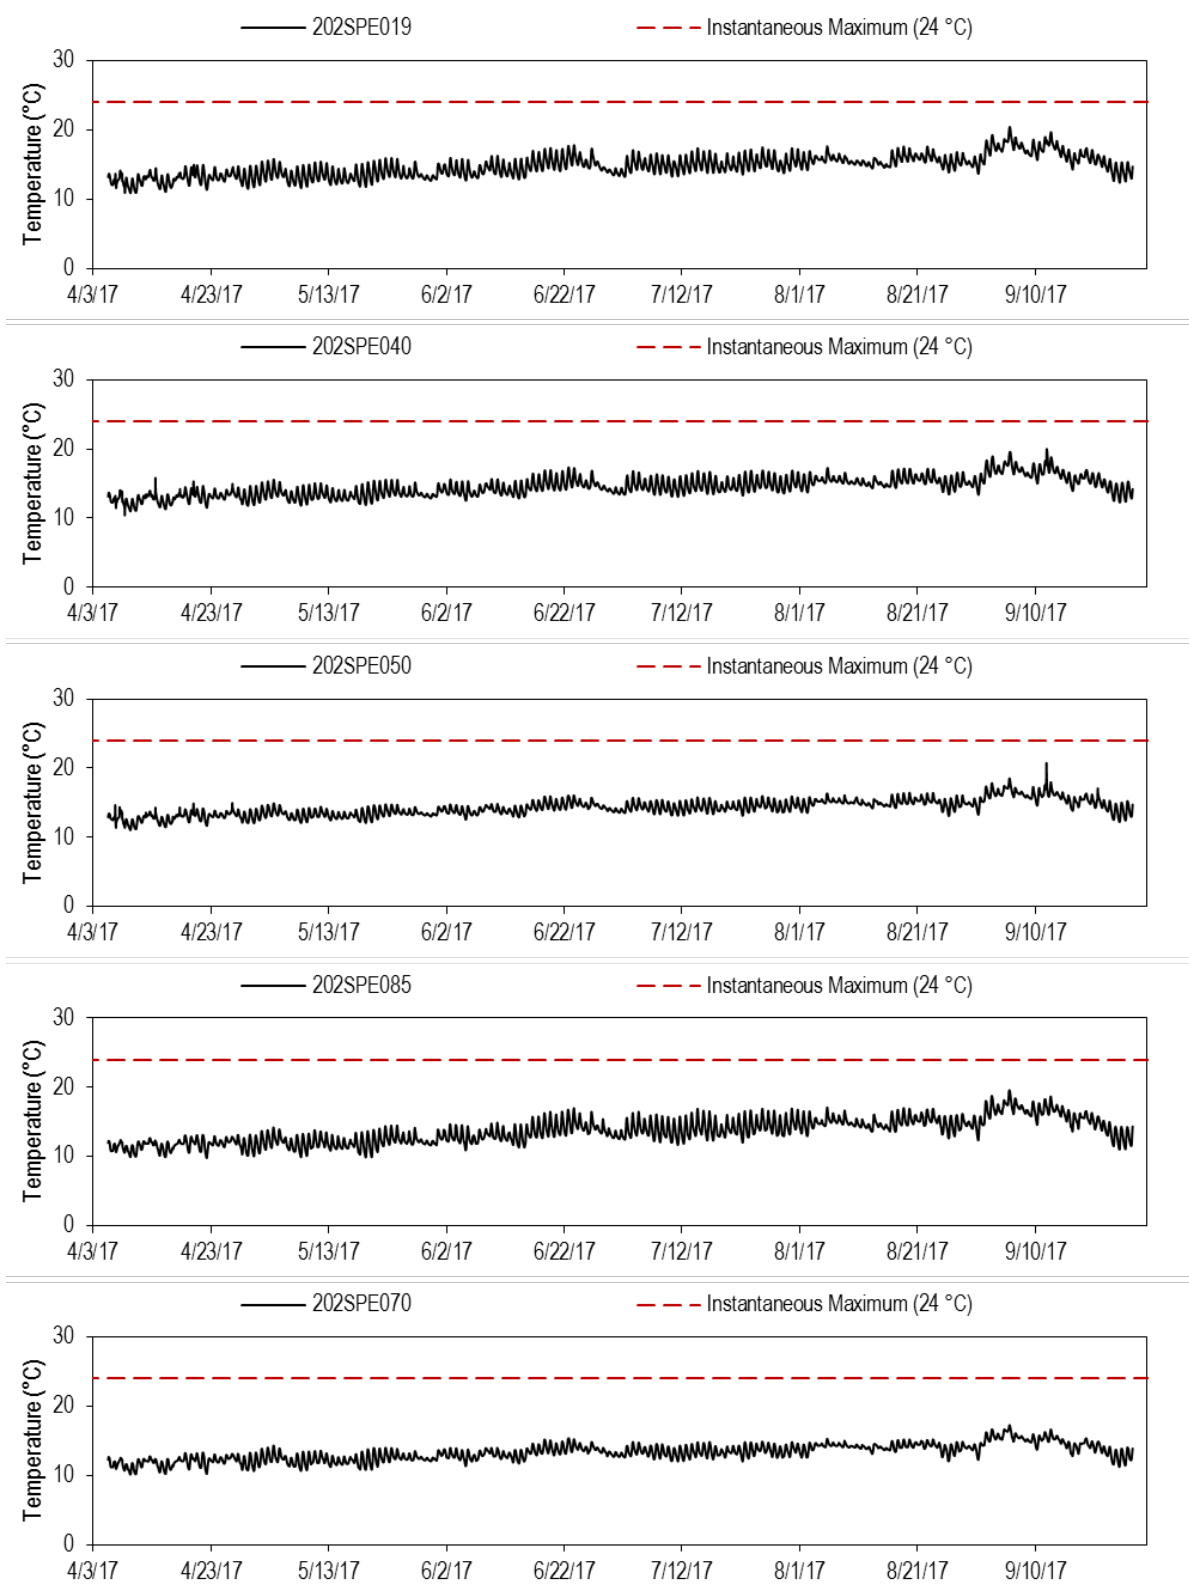 202SPE019 Instantaneous Maximum (24 °C)
30
20
10
0
Temperature (°C)
4/3/17 4/23/17 5/13/17 6/2/17 6/22/17 7/12/17 8/1/17 8/21/17 9/10/17
202SPE040 Instantaneous Maximum (24 °C)
30
20
10
0
Temperature (°C)
4/3/17 4/23/17 5/13/17 6/2/17 6/22/17 7/12/17 8/1/17 8/21/17 9/10/17
202SPE050 Instantaneous Maximum (24 °C)
30
20
10
0
Temperature (°C)
4/3/17 4/23/17 5/13/17 6/2/17 6/22/17 7/12/17 8/1/17 8/21/17 9/10/17
202SPE085 Instantaneous Maximum (24 °C)
30
20
10
0
Temperature (°C)
4/3/17 4/23/17 5/13/17 6/2/17 6/22/17 7/12/17 8/1/17 8/21/17 9/10/17
202SPE070 Instantaneous Maximum (24 °C)
30
20
10
0
Temperature (°C)
4/3/17 4/23/17 5/13/17 6/2/17 6/22/17 7/12/17 8/1/17 8/21/17 9/10/17